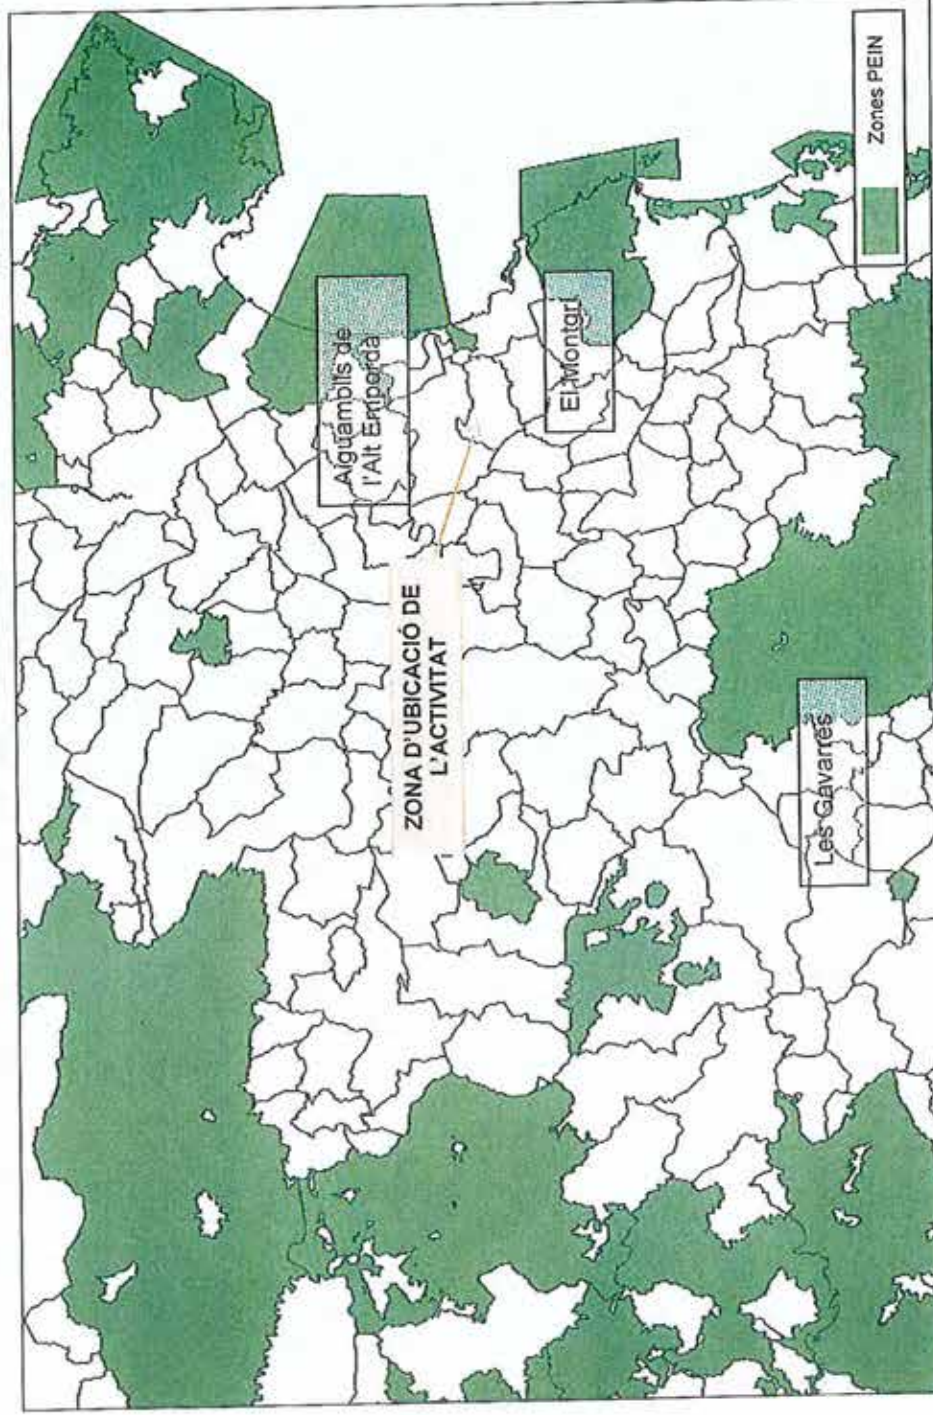 Aiguamolls de
l'Alt Empordà
El Montgrí
ZONA D'UBICACIÓ DE
L'ACTIVITAT
Les Gavarres
Zones PEIN